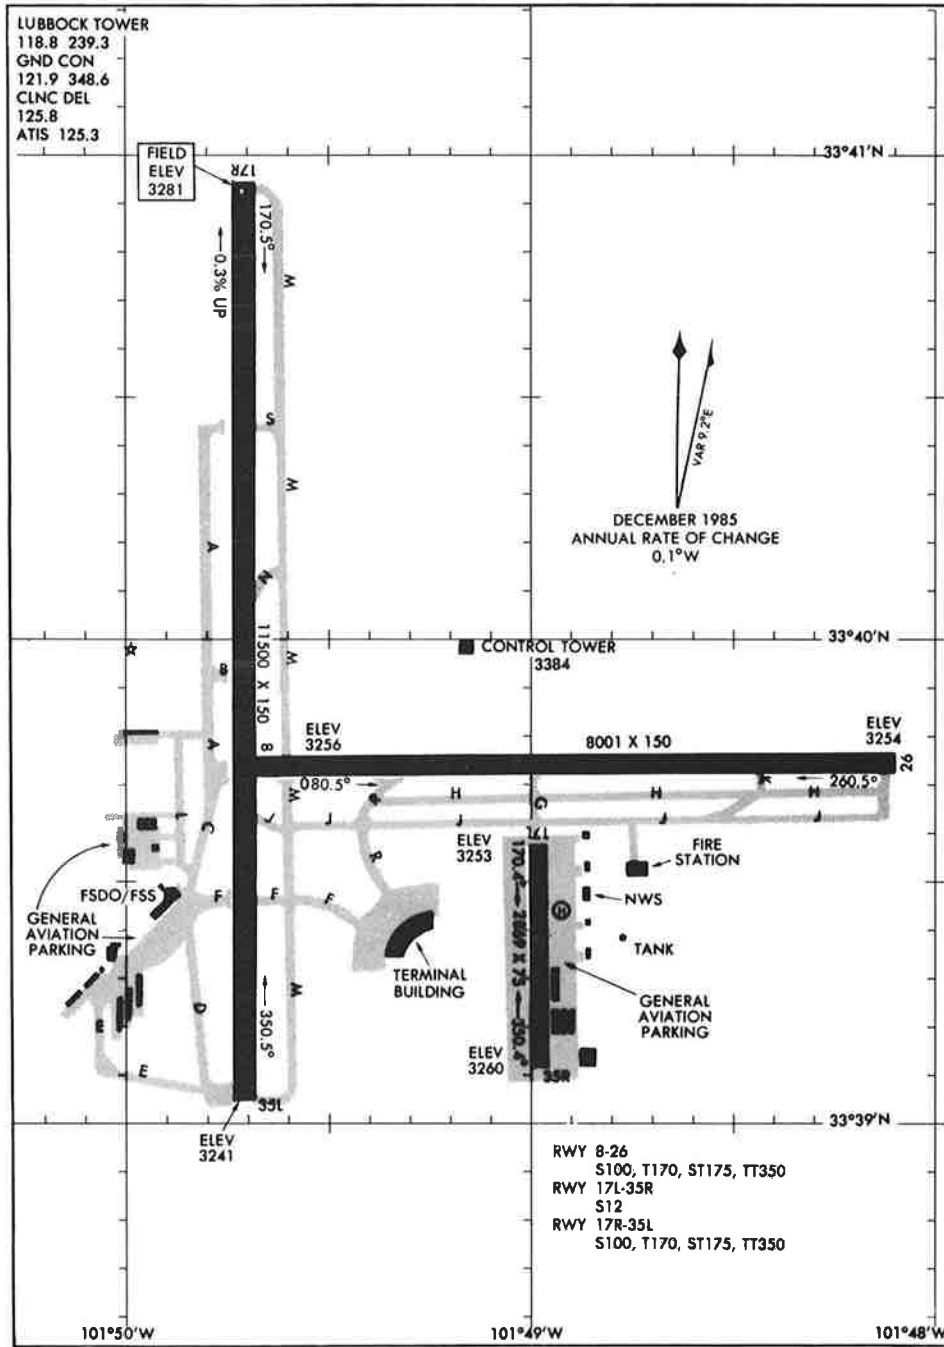 LUBBOCK TOWER
118.8 239.3
GND CON
121.9 348.6
CLNC DEL
125.8
ATIS 125.3
33°41'N
FIELD
ELEV
3281
17R
170.5°
0.3% UP
W
S
W
A
VAR 9.2°E
DECEMBER 1985
ANNUAL RATE OF CHANGE
0.1°W
M
33°40'N
11500 X 150
W
CONTROL TOWER
3384
B
A
ELEV
3256
8
8001 X 150
ELEV
3254
26
080.5°
K
260.5°
W
H
H
H
G
L
C
J
J
J
J
J
R
ELEV
3253
17L
FIRE
STATION
FSDO/FSS
F
F
F
F
NWS
GENERAL
AVIATION
PARKING
H
TANK
TERMINAL
BUILDING
170.4°
2869 X 75
350.4°
W
D
350.5°
GENERAL
AVIATION
PARKING
E
E
ELEV
3260
35R
35L
33°39'N
ELEV
3241
RWY 8-26
S100, T170, ST175, TT350
RWY 17L-35R
S12
RWY 17R-35L
S100, T170, ST175, TT350
101°50'W
101°49'W
101°48'W